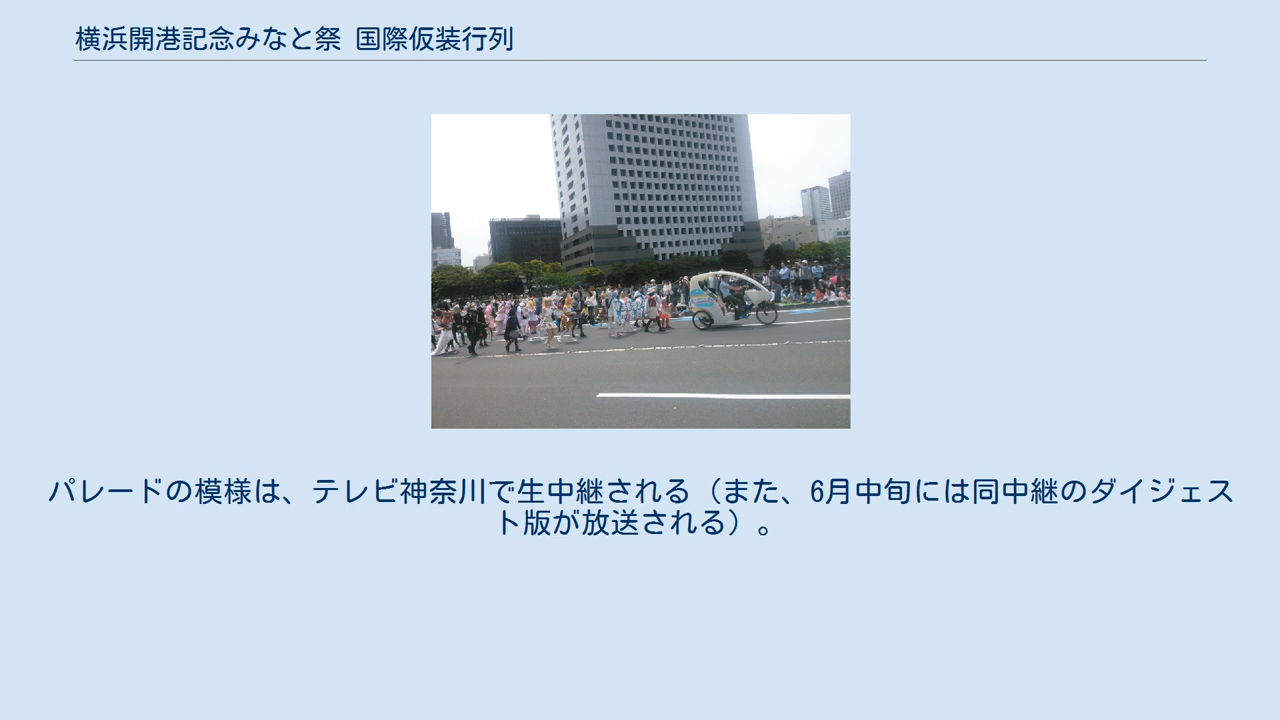 横浜開港記念みなと祭 国際仮装行列
パレードの模様は、テレビ神奈川で生中継される（また、6月中旬には同中継のダイジェス
ト版が放送される）。